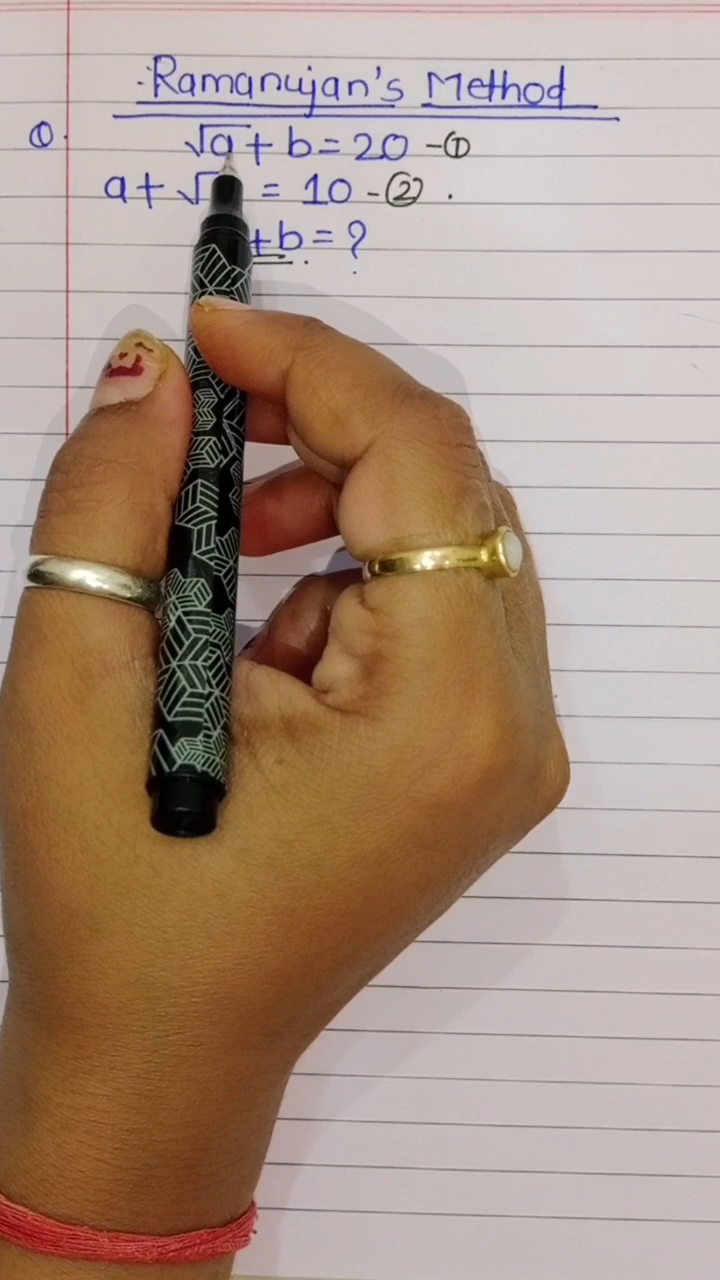 Ramanujan's Method
①. √a + b = 20 -①
a + √ = 10 -②.
+b = ?